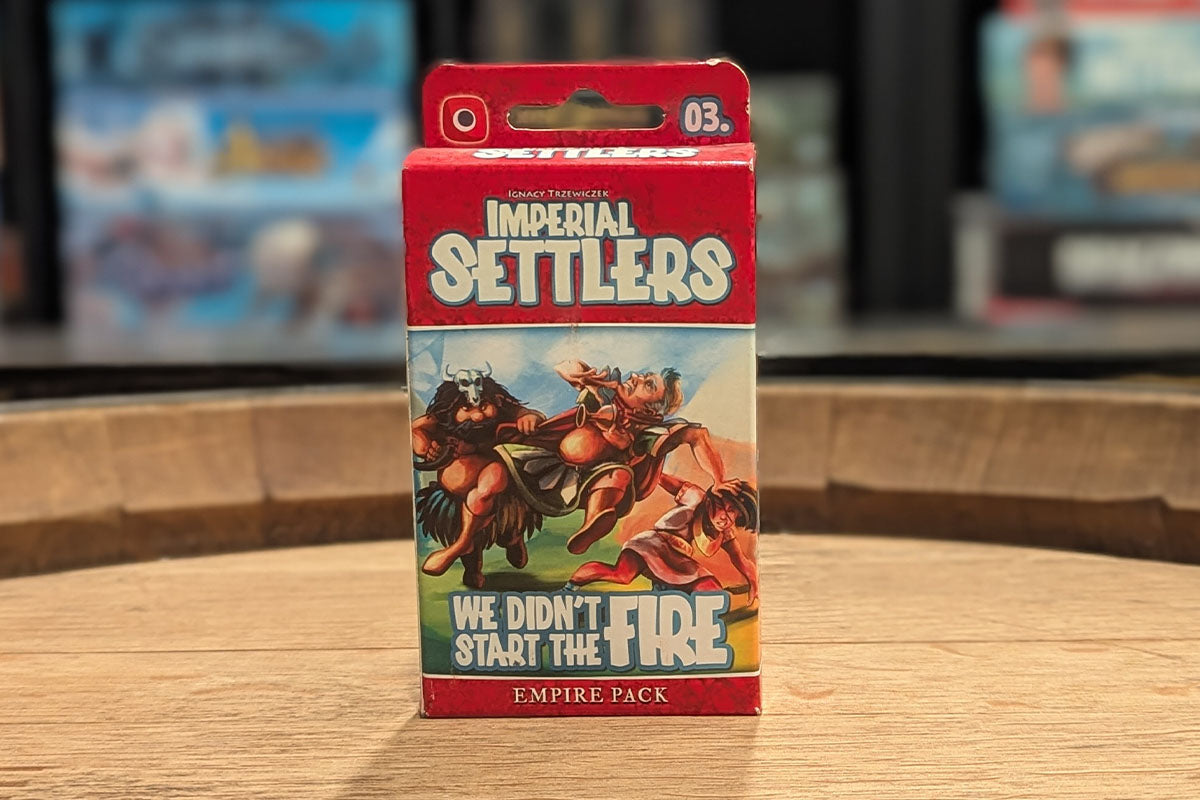 03.
SETTLERS
IGNACY TRZEWICZEK
IMPERIAL
SETTLERS
WE DIDN'T
START THE
FIRE
EMPIRE PACK